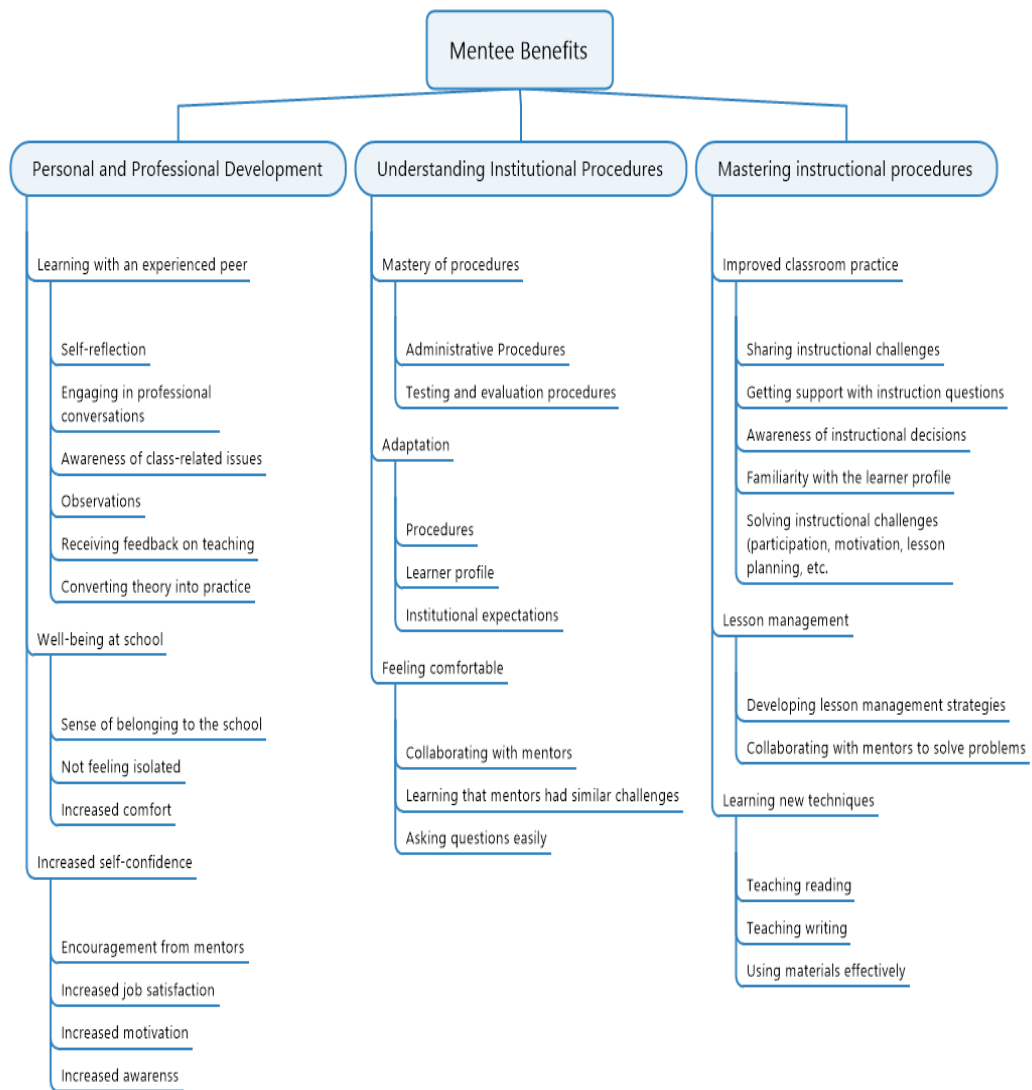 Mentee Benefits
Personal and Professional Development
Learning with an experienced peer
Self-reflection
Engaging in professional
conversations
Awareness of class-related issues
Observations
Receiving feedback on teaching
Converting theory into practice
Well-being at school
Sense of belonging to the school
Not feeling isolated
Increased comfort
Increased self-confidence
Encouragement from mentors
Increased job satisfaction
Increased motivation
Increased awarenss
Understanding Institutional Procedures
Mastery of procedures
Administrative Procedures
Testing and evaluation procedures
Adaptation
Procedures
Learner profile
Institutional expectations
Feeling comfortable
Collaborating with mentors
Learning that mentors had similar challenges
Asking questions easily
Mastering instructional procedures
Improved classroom practice
Sharing instructional challenges
Getting support with instruction questions
Awareness of instructional decisions
Familiarity with the learner profile
Solving instructional challenges
(participation, motivation, lesson
planning, etc.
Lesson management
Developing lesson management strategies
Collaborating with mentors to solve problems
Learning new techniques
Teaching reading
Teaching writing
Using materials effectively